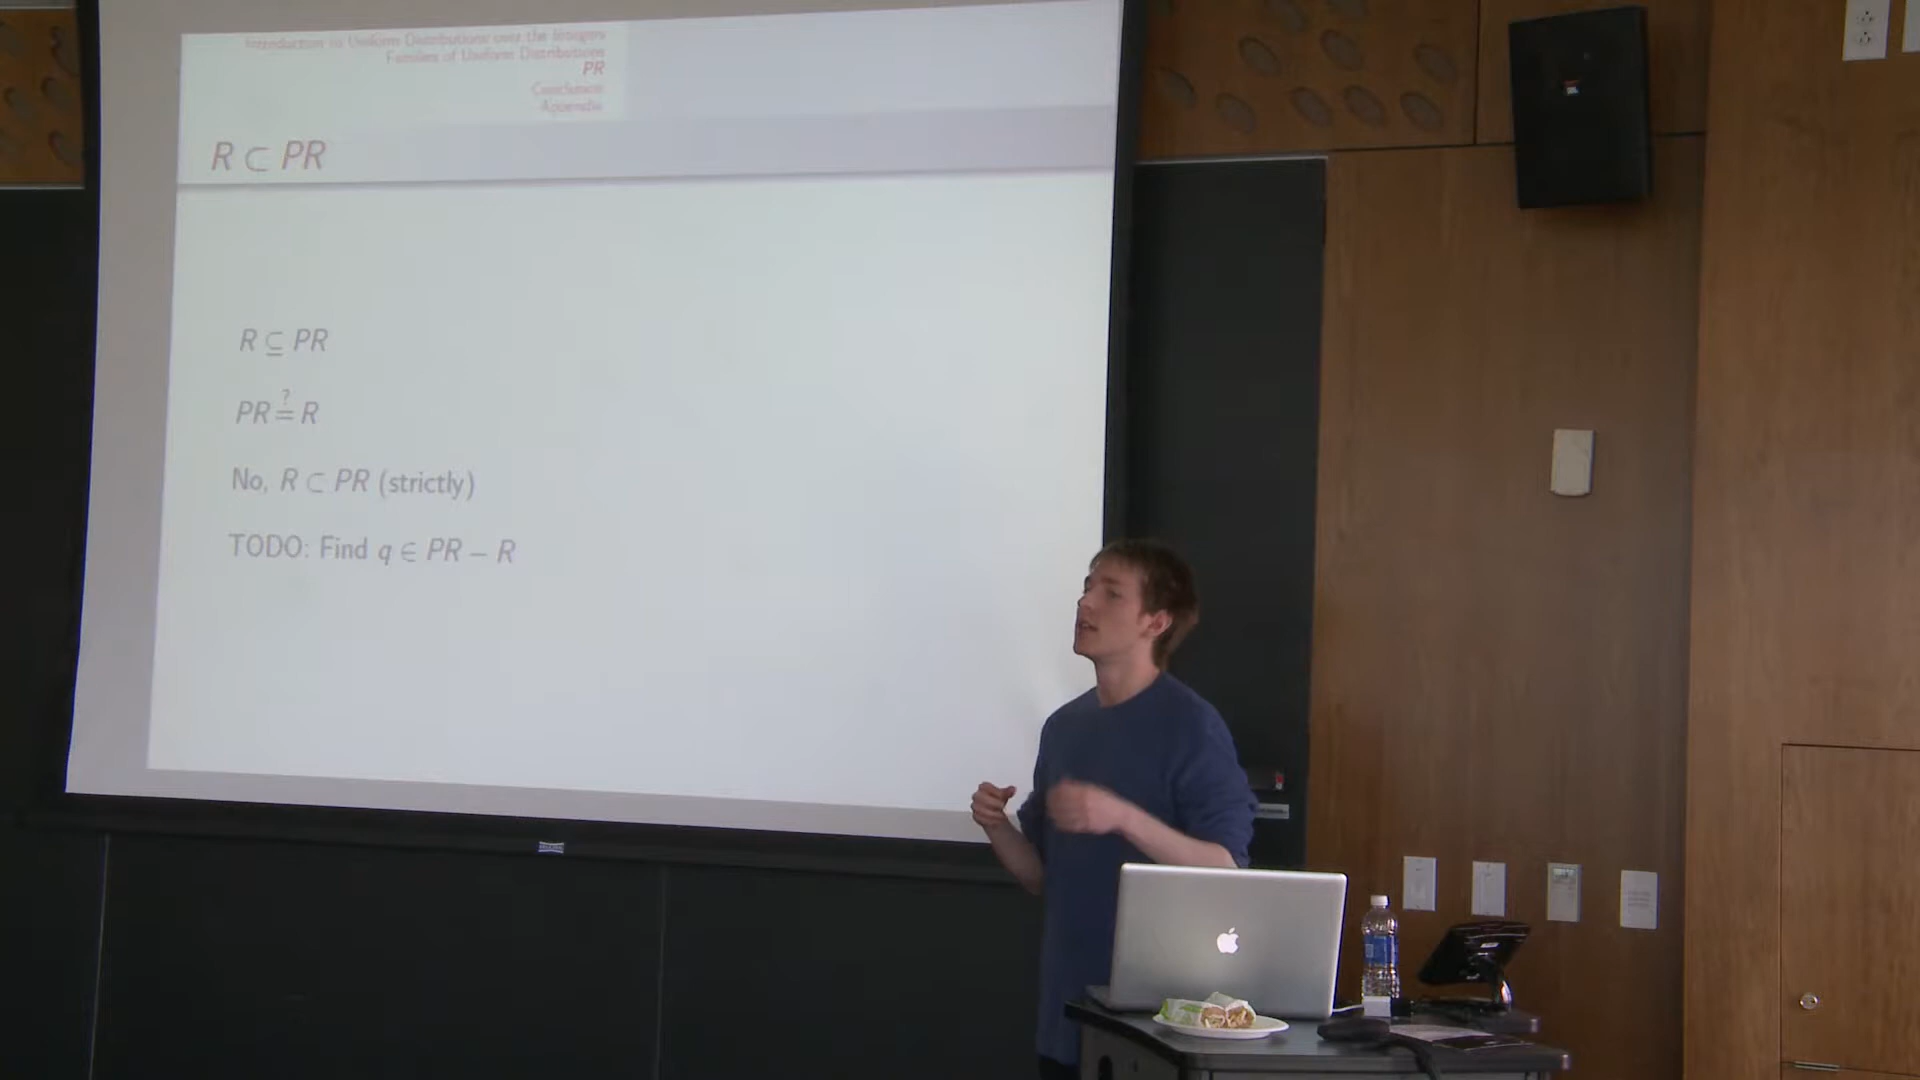 Introduction to Uniform Distributions over the Integers
Families of Uniform Distributions
PR
Conclusion
Appendix
R ⊂ PR
R ⊆ PR
PR ≟ R
No, R ⊂ PR (strictly)
TODO: Find q ∈ PR − R